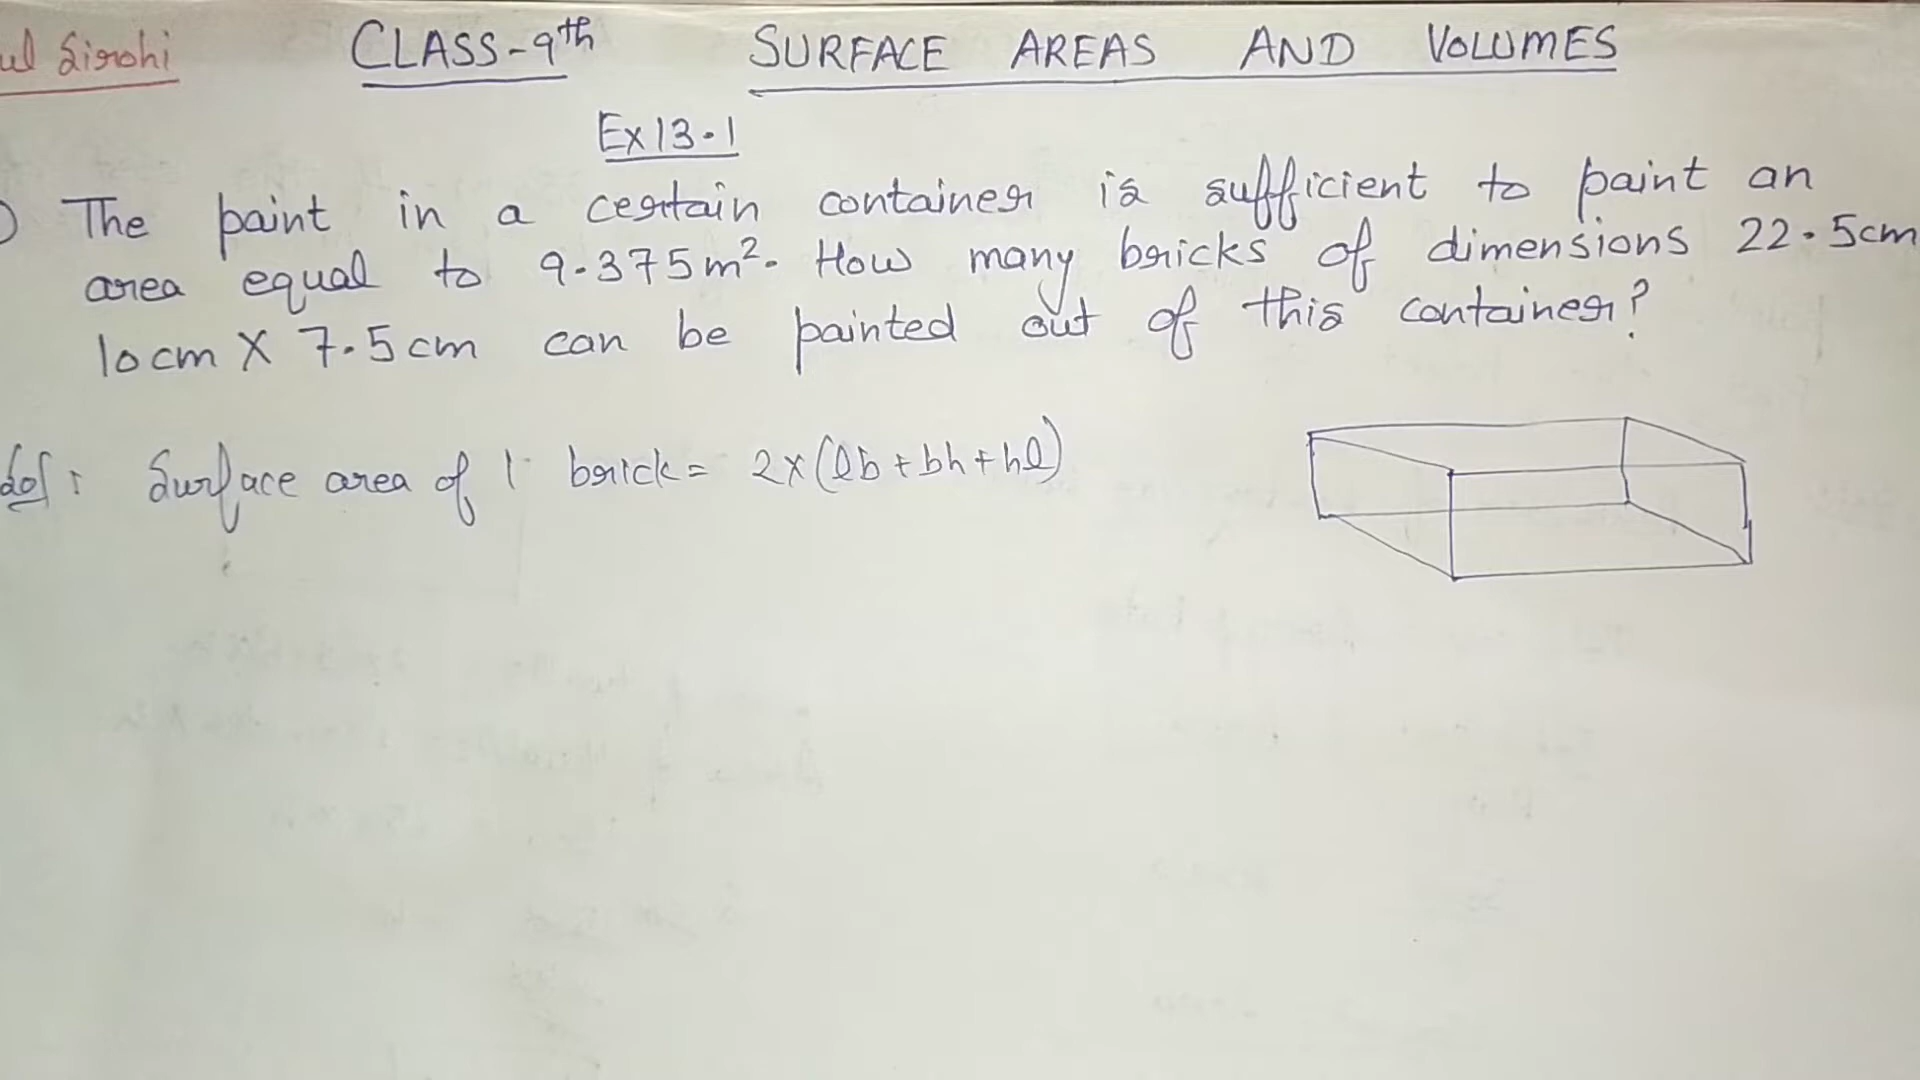 Sirohi CLASS-9th SURFACE AREAS AND VOLUMES
Ex 13.1
The paint in a certain container is sufficient to paint an
area equal to 9.375m². How many bricks of dimensions 22.5cm
10cm X 7.5cm can be painted out of this container?
Sol: Surface area of 1 brick = 2x(lb+bh+hl)